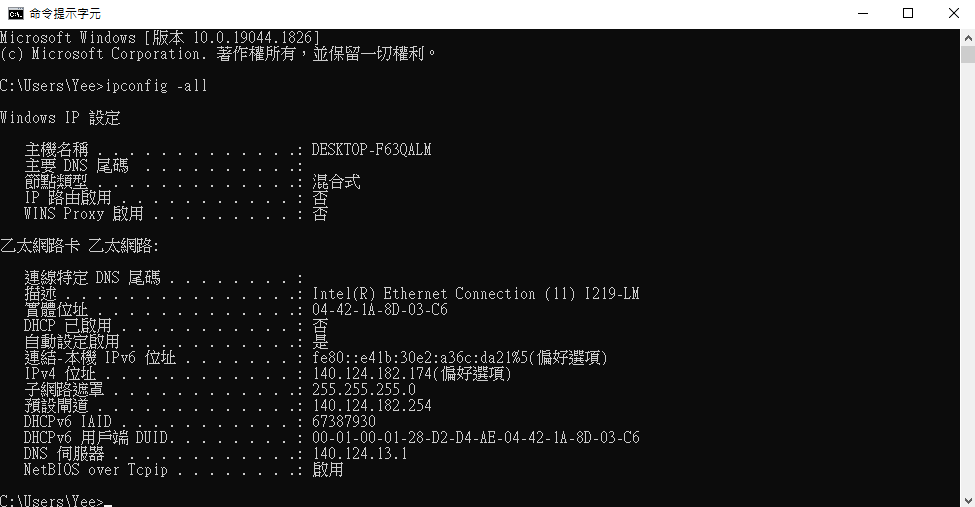 命令提示字元
Microsoft Windows [版本 10.0.19044.1826]
(c) Microsoft Corporation. 著作權所有，並保留一切權利。
C:\Users\Yee>ipconfig -all
Windows IP 設定
主機名稱 . . . . . . . . . . . . .: DESKTOP-F63QALM
主要 DNS 尾碼 . . . . . . . . . . .:
節點類型 . . . . . . . . . . . . .: 混合式
IP 路由啟用 . . . . . . . . . . . .: 否
WINS Proxy 啟用 . . . . . . . . . .: 否
乙太網路卡 乙太網路:
連線特定 DNS 尾碼 . . . . . . . . .:
描述 . . . . . . . . . . . . . . .: Intel(R) Ethernet Connection (11) I219-LM
實體位址 . . . . . . . . . . . . .: 04-42-1A-8D-03-C6
DHCP 已啟用 . . . . . . . . . . . .: 否
自動設定啟用 . . . . . . . . . . .: 是
連結-本機 IPv6 位址 . . . . . . . .: fe80::e41b:30e2:a36c:da21%5(偏好選項)
IPv4 位址 . . . . . . . . . . . . .: 140.124.182.174(偏好選項)
子網路遮罩 . . . . . . . . . . . .: 255.255.255.0
預設閘道 . . . . . . . . . . . . .: 140.124.182.254
DHCPv6 IAID . . . . . . . . . . . .: 67387930
DHCPv6 用戶端 DUID. . . . . . . . .: 00-01-00-01-28-D2-D4-AE-04-42-1A-8D-03-C6
DNS 伺服器 . . . . . . . . . . . .: 140.124.13.1
NetBIOS over Tcpip . . . . . . . .: 啟用
C:\Users\Yee>_